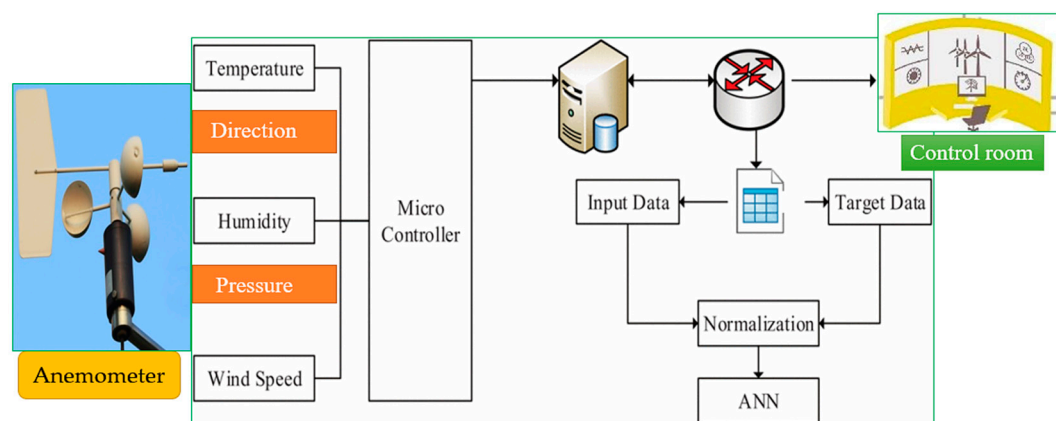 Temperature
Direction
Humidity
Pressure
Wind Speed
Anemometer
Micro
Controller
Control room
Input Data
Target Data
Normalization
ANN